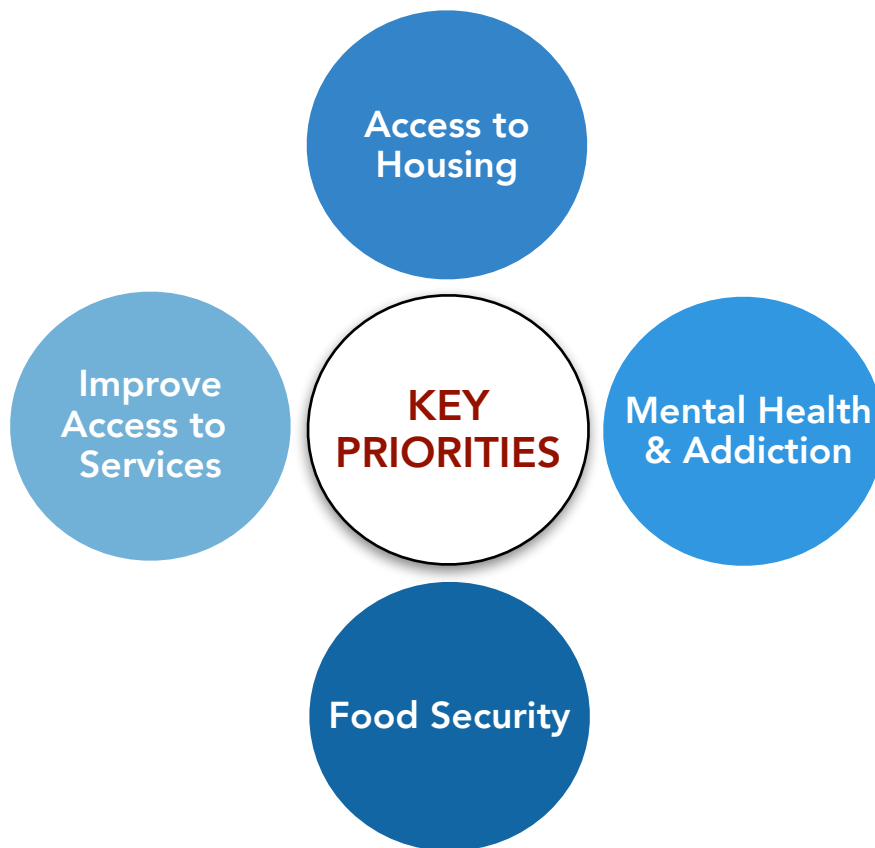 Access to
Housing
Improve
Access to
Services
KEY
PRIORITIES
Mental Health
& Addiction
Food Security